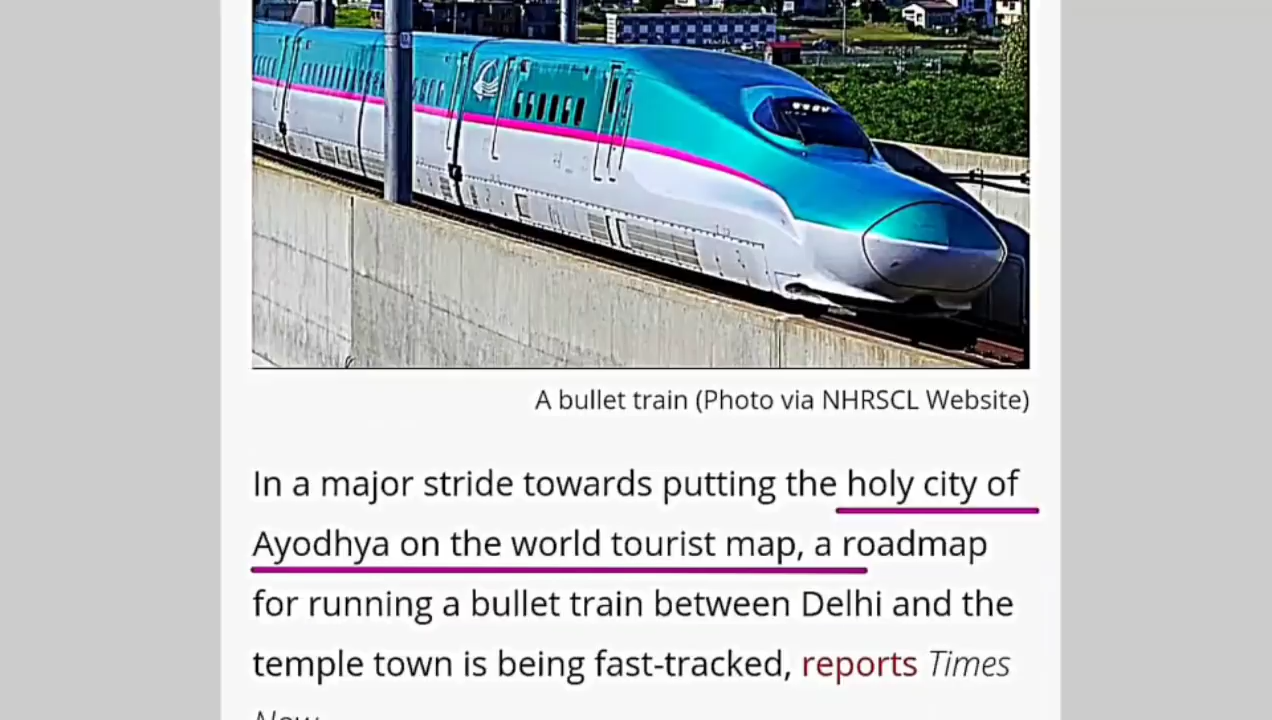 A bullet train (Photo via NHRSCL Website)
In a major stride towards putting the holy city of
Ayodhya on the world tourist map, a roadmap
for running a bullet train between Delhi and the
temple town is being fast-tracked, reports Times